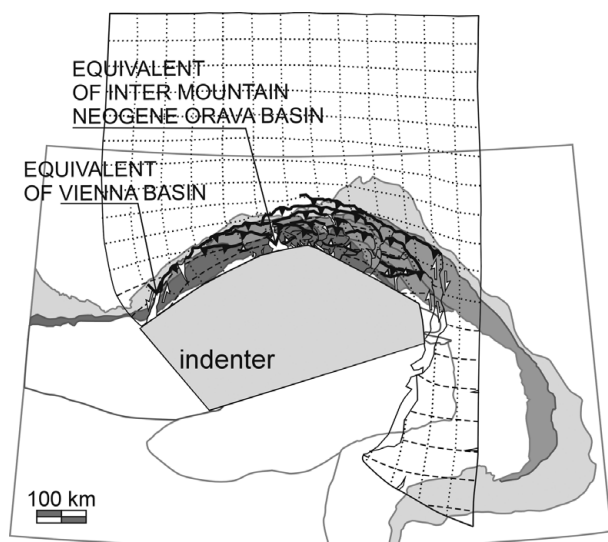 EQUIVALENT
OF INTER MOUNTAIN
NEOGENE ORAVA BASIN
EQUIVALENT
OF VIENNA BASIN
indenter
100 km